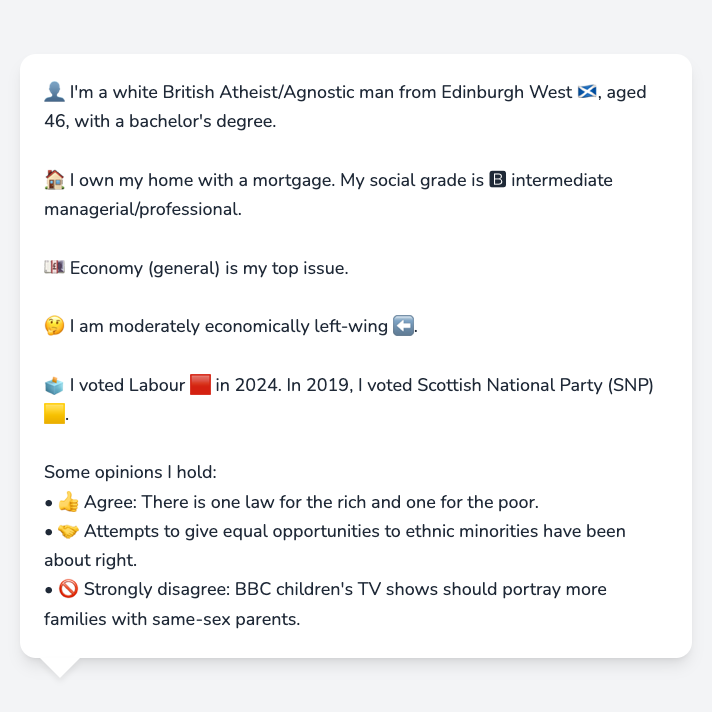 👤 I'm a white British Atheist/Agnostic man from Edinburgh West 🏴󠁧󠁢󠁳󠁣󠁴󠁿, aged
46, with a bachelor's degree.
🏠 I own my home with a mortgage. My social grade is 🅱 intermediate
managerial/professional.
💷 Economy (general) is my top issue.
🤔 I am moderately economically left-wing ⬅️.
🗳️ I voted Labour 🟥 in 2024. In 2019, I voted Scottish National Party (SNP)
🟨.
Some opinions I hold:
• 👍 Agree: There is one law for the rich and one for the poor.
• 🤝 Attempts to give equal opportunities to ethnic minorities have been
about right.
• 🚫 Strongly disagree: BBC children's TV shows should portray more
families with same-sex parents.